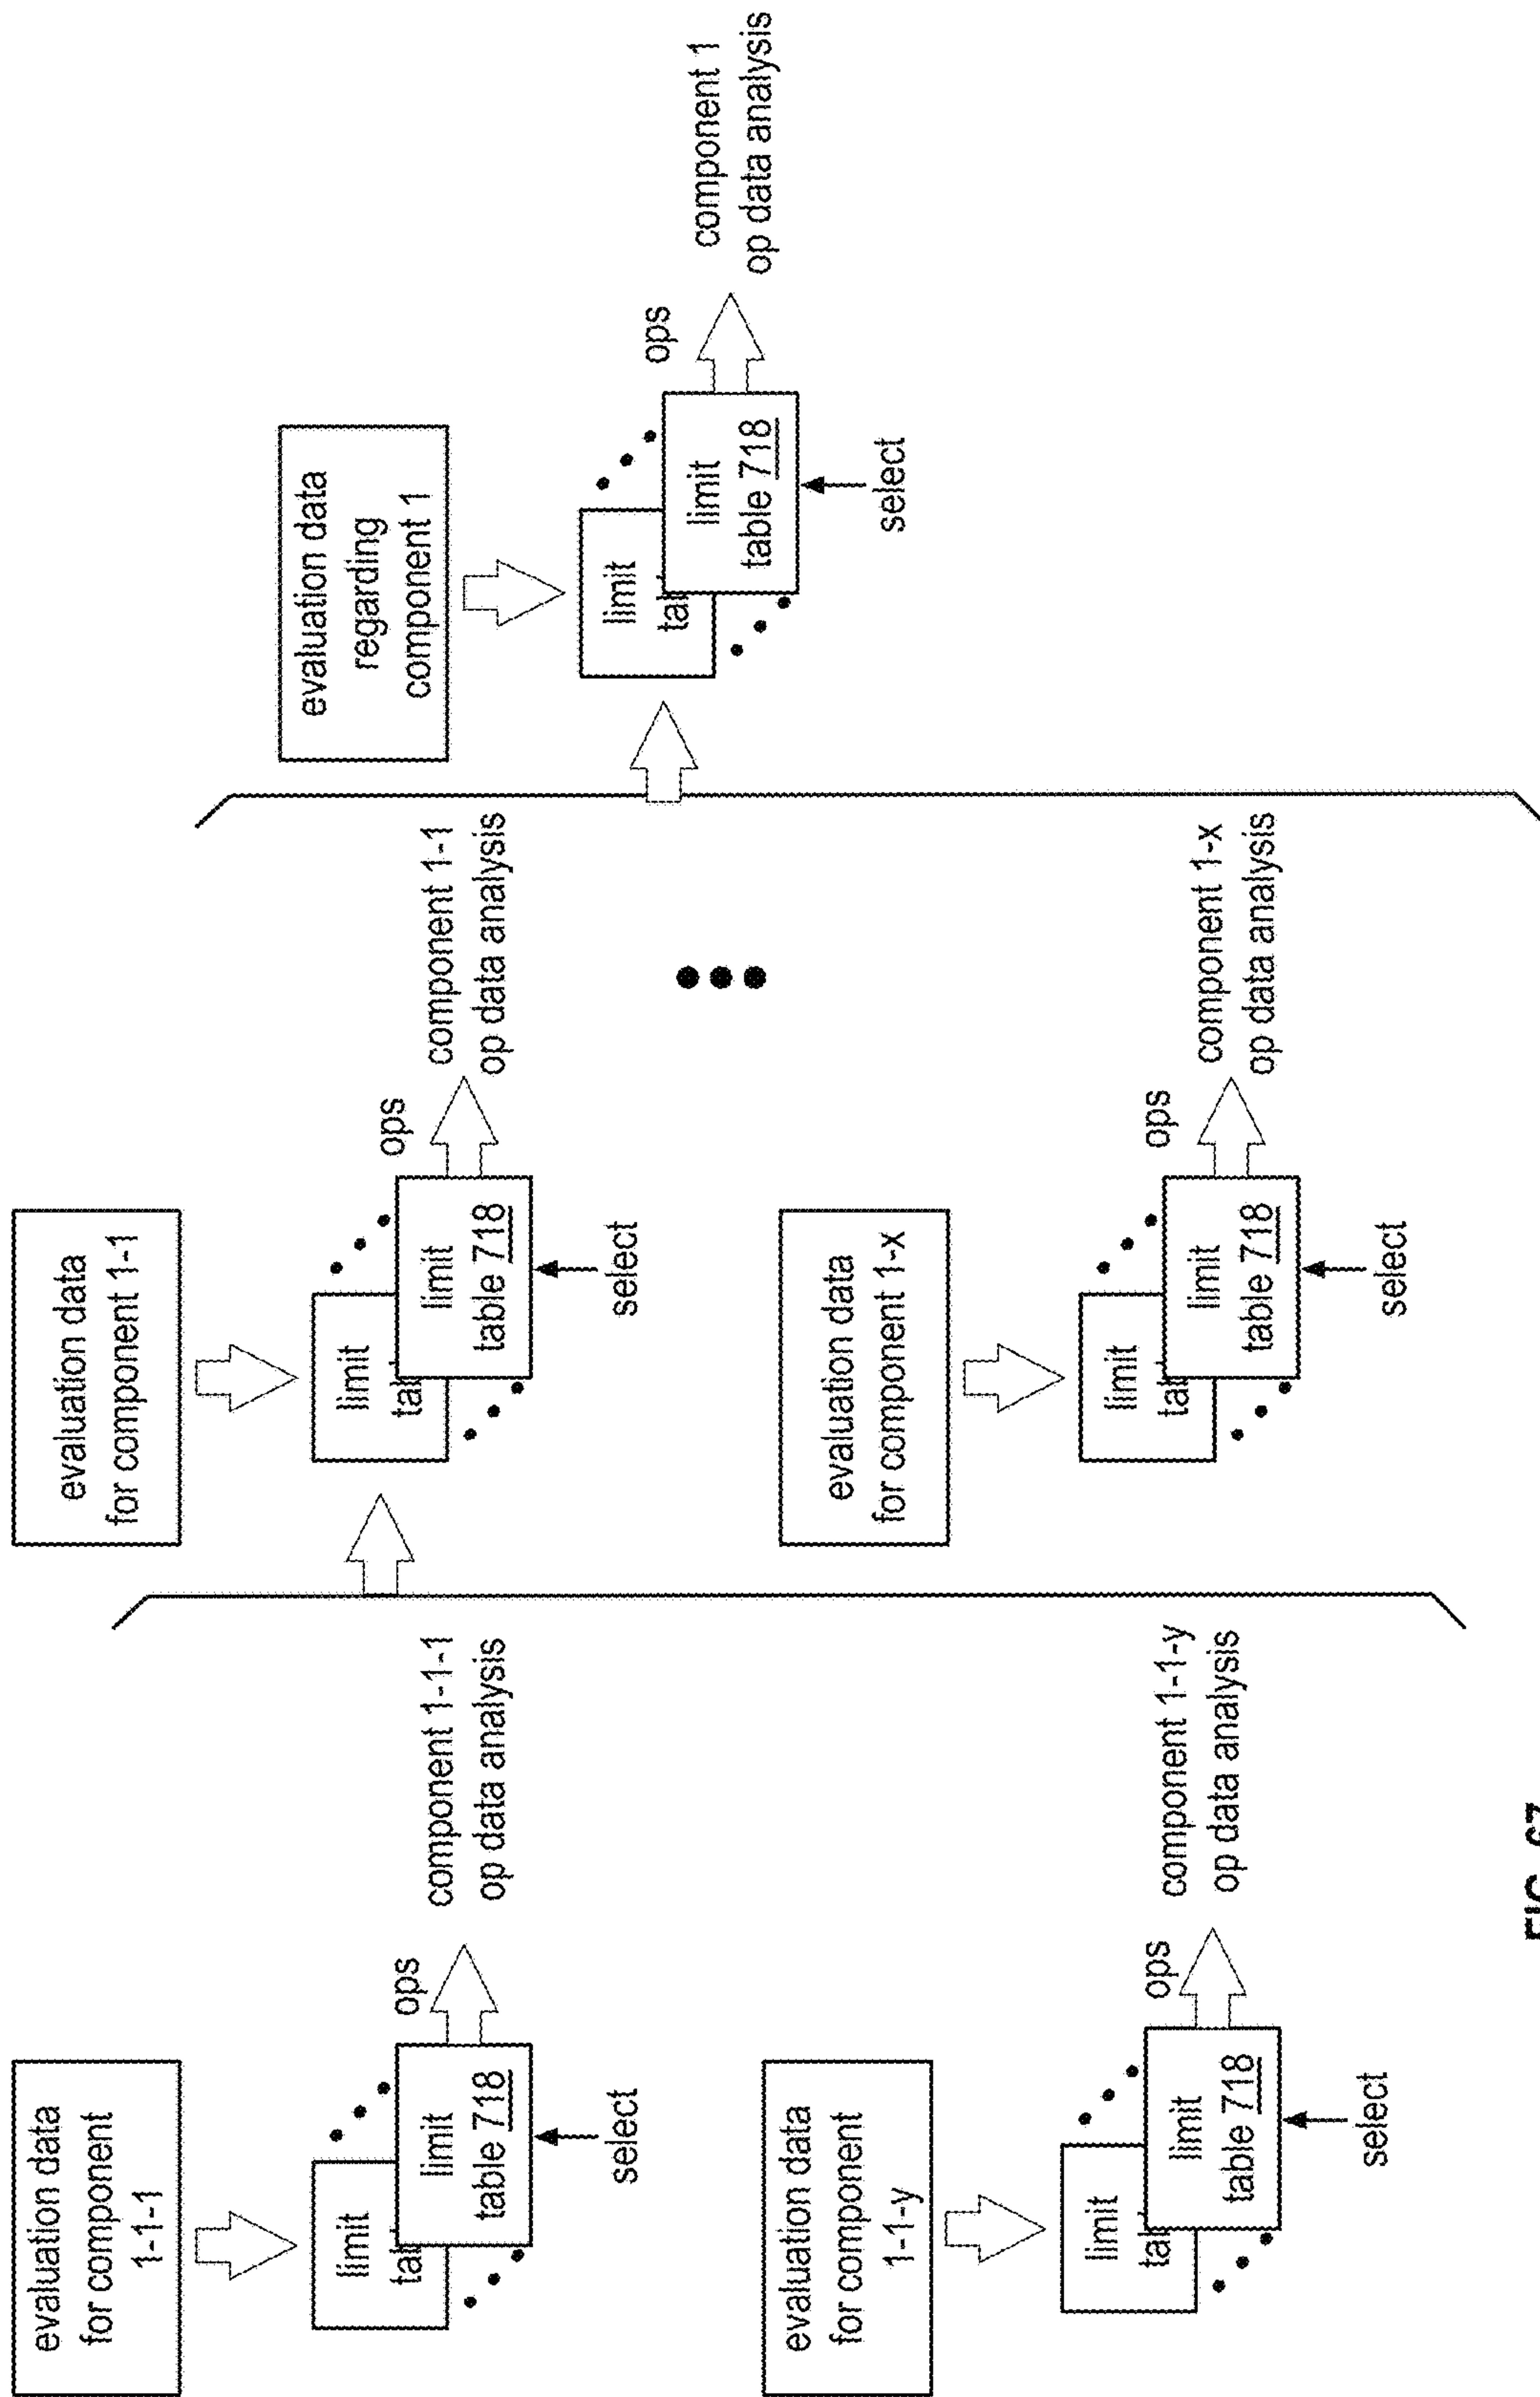 evaluation data
for component
1-1-1
limit
tal
limit
table 718
ops
select
component 1-1-1
op data analysis
evaluation data
for component 1-1
limit
tal
limit
table 718
ops
select
component 1-1
op data analysis
evaluation data
regarding
component 1
limit
tal
limit
table 718
ops
select
component 1
op data analysis
evaluation data
for component
1-1-y
limit
tal
limit
table 718
ops
select
component 1-1-y
op data analysis
evaluation data
for component 1-x
limit
tal
limit
table 718
ops
select
component 1-x
op data analysis
FIG. 67